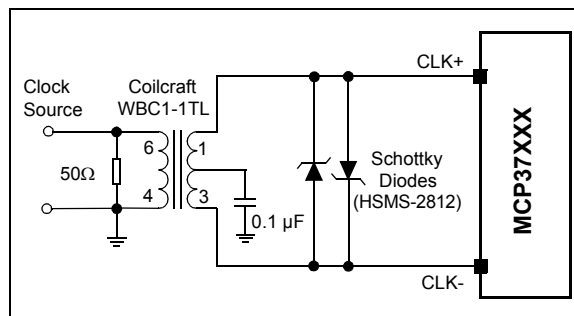 Clock
Source
Coilcraft
WBC1-1TL
50Ω
6
4
1
3
0.1 µF
CLK+
Schottky
Diodes
(HSMS-2812)
CLK-
MCP37XXX